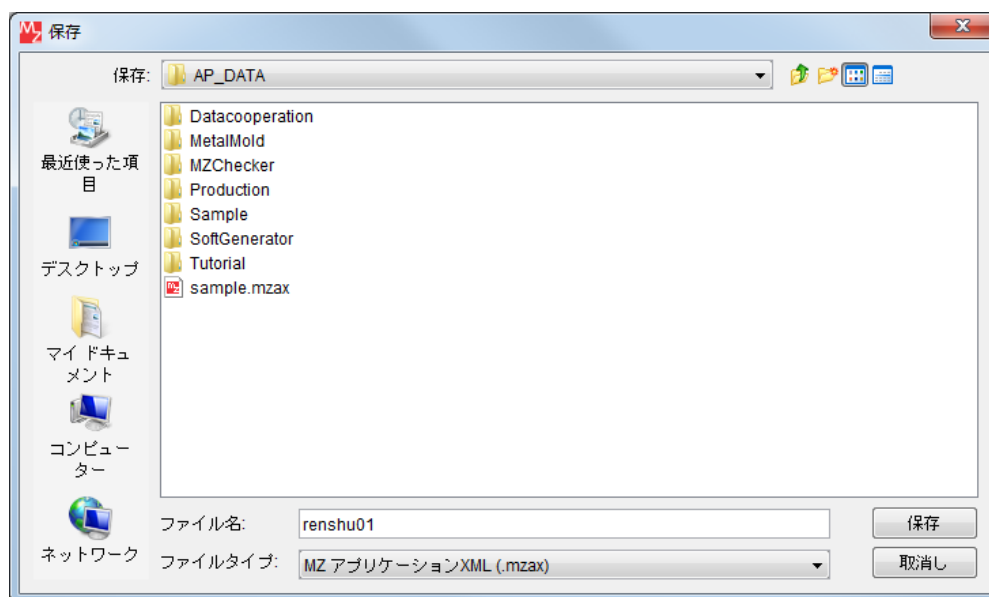 MZ 保存
保存: AP_DATA
最近使った項
目
デスクトップ
マイ ドキュ
メント
コンピュー
ター
ネットワーク
Datacooperation
MetalMold
MZChecker
Production
Sample
SoftGenerator
Tutorial
sample.mzax
ファイル名: renshu01 保存
ファイルタイプ: MZ アプリケーションXML (.mzax) 取消し